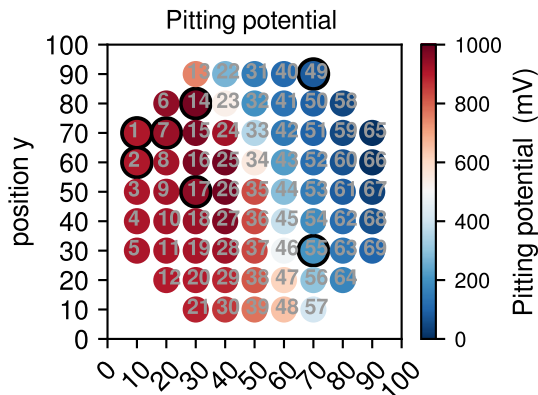 Pitting potential
100
90
80
70
60
50
40
30
20
10
0
position y
13 22 31 40 49
6 14 23 32 41 50 58
1 7 15 24 33 42 51 59 65
2 8 16 25 34 43 52 60 66
3 9 17 26 35 44 53 61 67
4 10 18 27 36 45 54 62 68
5 11 19 28 37 46 55 63 69
12 20 29 38 47 56 64
21 30 39 48 57
0 10 20 30 40 50 60 70 80 90 100
1000
800
600
400
200
0
Pitting potential (mV)